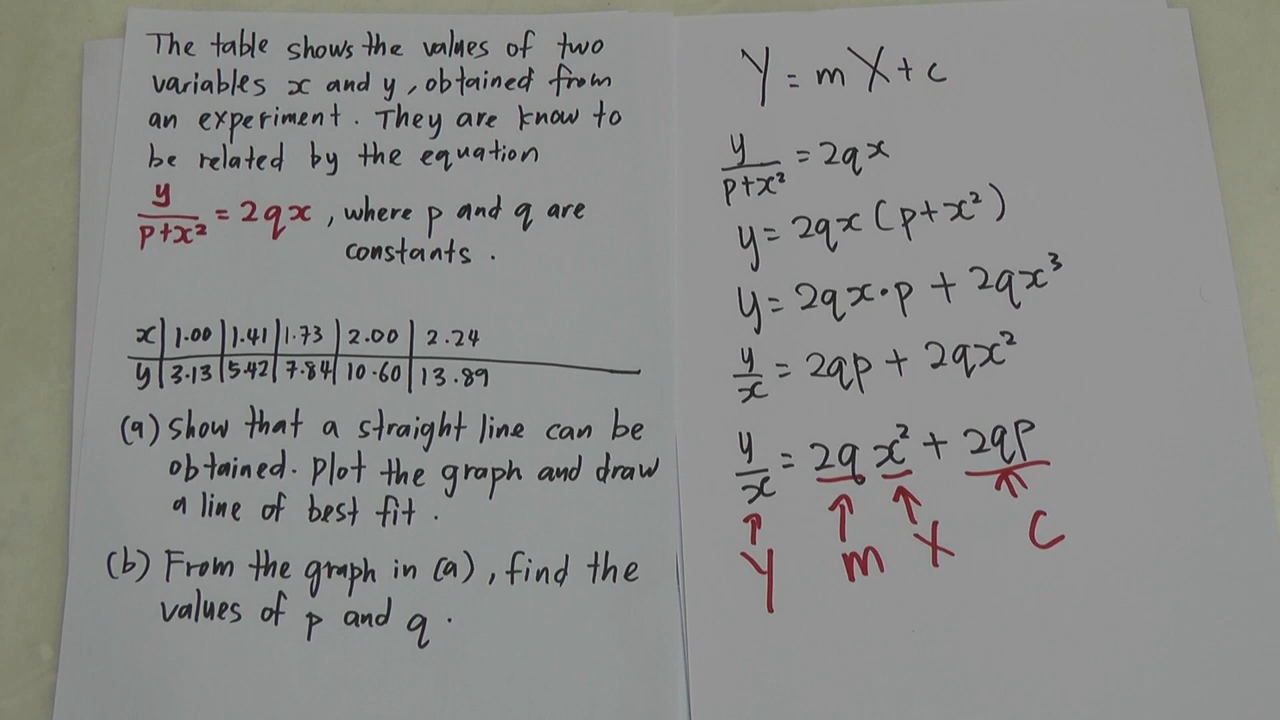 The table shows the values of two
variables x and y, obtained from
an experiment. They are know to
be related by the equation
y/(p+x²) = 2qx, where p and q are
constants.
x | 1.00 | 1.41 | 1.73 | 2.00 | 2.24
y | 3.13 | 5.42 | 7.84 | 10.60 | 13.89
(a) Show that a straight line can be
obtained. Plot the graph and draw
a line of best fit.
(b) From the graph in (a), find the
values of p and q.
Y = mX + c
y/(p+x²) = 2qx
y = 2qx(p+x²)
y = 2qx·p + 2qx³
y/x = 2qp + 2qx²
y/x = 2q x² + 2qp
↑ ↑ ↑ ↑
Y m X C